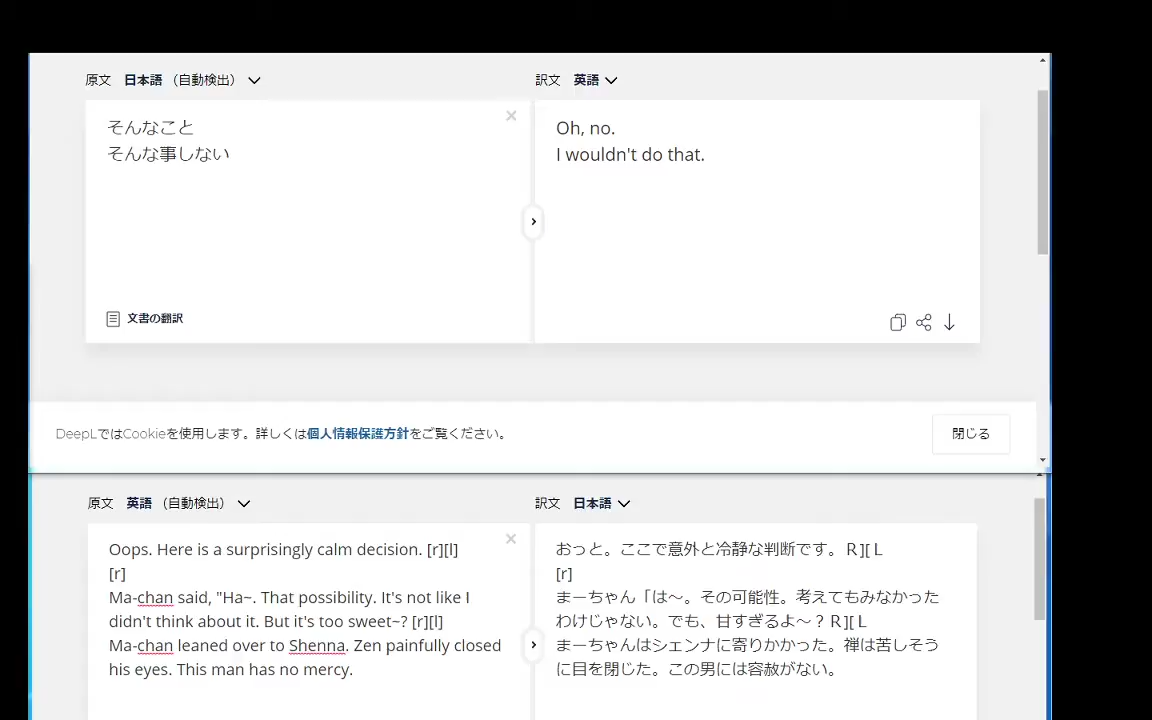 原文 日本語 （自動検出）
訳文 英語
そんなこと
そんな事しない
Oh, no.
I wouldn't do that.
文書の翻訳
DeepLではCookieを使用します。詳しくは個人情報保護方針をご覧ください。
閉じる
原文 英語 （自動検出）
訳文 日本語
Oops. Here is a surprisingly calm decision. [r][l]
[r]
Ma-chan said, "Ha~. That possibility. It's not like I
didn't think about it. But it's too sweet~? [r][l]
Ma-chan leaned over to Shenna. Zen painfully closed
his eyes. This man has no mercy.
おっと。ここで意外と冷静な判断です。Ｒ][Ｌ
[r]
まーちゃん「は～。その可能性。考えてもみなかった
わけじゃない。でも、甘すぎるよ～？Ｒ][Ｌ
まーちゃんはシェンナに寄りかかった。禅は苦しそう
に目を閉じた。この男には容赦がない。